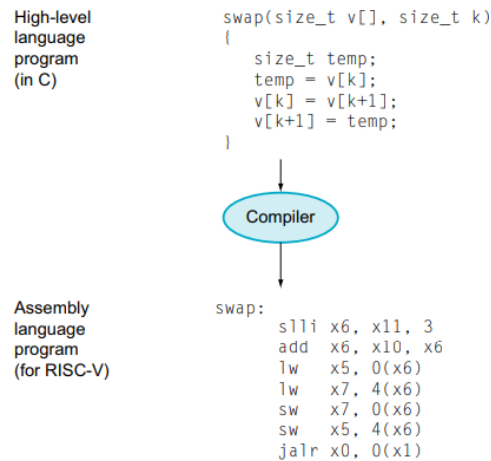 High-level
language
program
(in C)
swap(size_t v[], size_t k)
{
size_t temp;
temp = v[k];
v[k] = v[k+1];
v[k+1] = temp;
}
Compiler
Assembly
language
program
(for RISC-V)
swap:
slli x6, x11, 3
add x6, x10, x6
lw x5, 0(x6)
lw x7, 4(x6)
sw x7, 0(x6)
sw x5, 4(x6)
jalr x0, 0(x1)